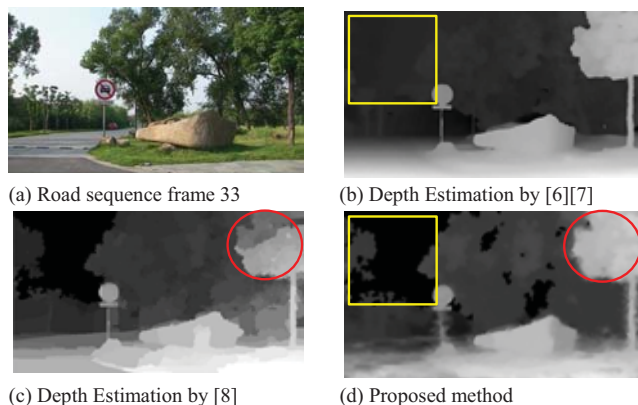 (a) Road sequence frame 33
(b) Depth Estimation by [6][7]
(c) Depth Estimation by [8]
(d) Proposed method